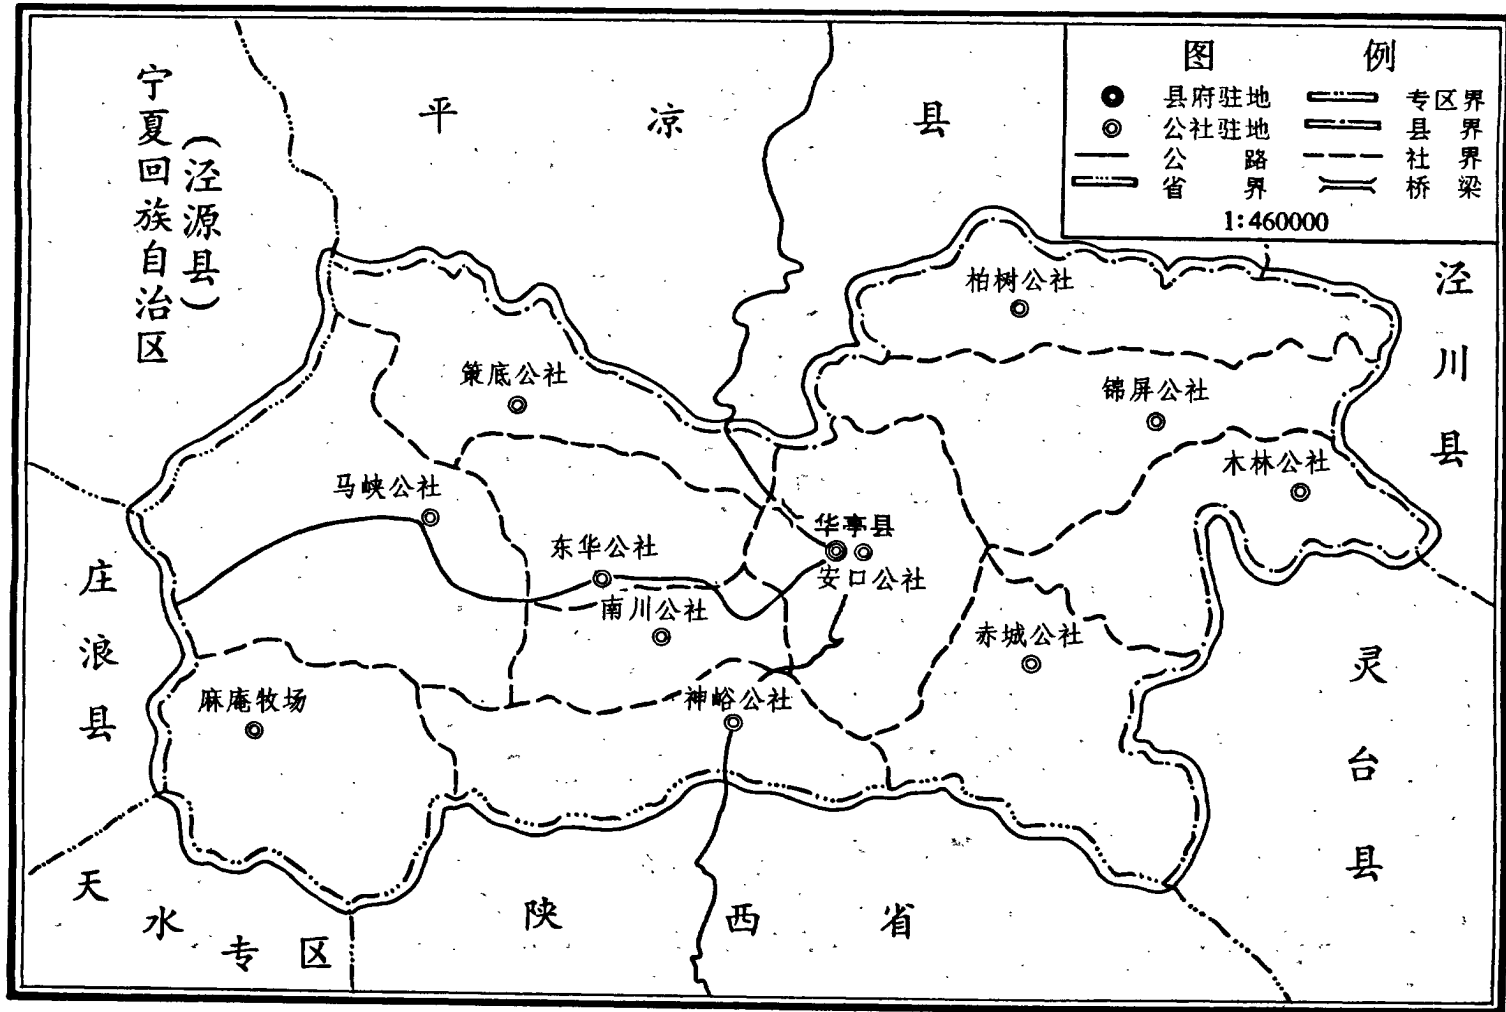 宁夏回族自治区
(泾源县)
平凉县
图例
县府驻地
专区界
公社驻地
县界
公路
社界
省界
桥梁
1:460000
泾川县
柏树公社
策底公社
锦屏公社
木林公社
马峡公社
华亭县
东华公社
安口公社
南川公社
赤城公社
庄浪县
麻庵牧场
神峪公社
灵台县
天水专区
陕西省